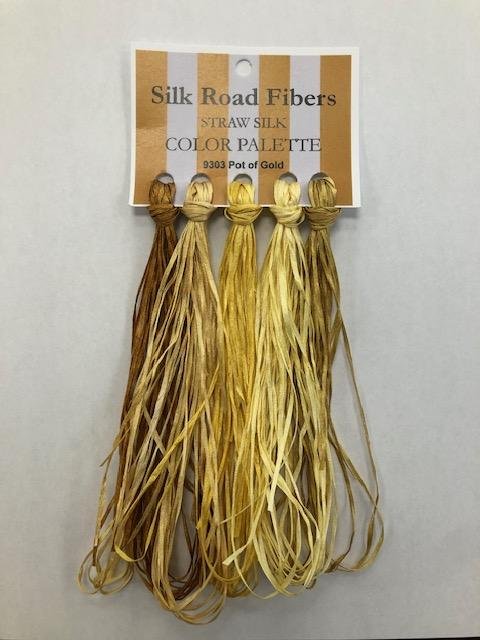 Silk Road Fibers
STRAW SILK
COLOR PALETTE
9303 Pot of Gold